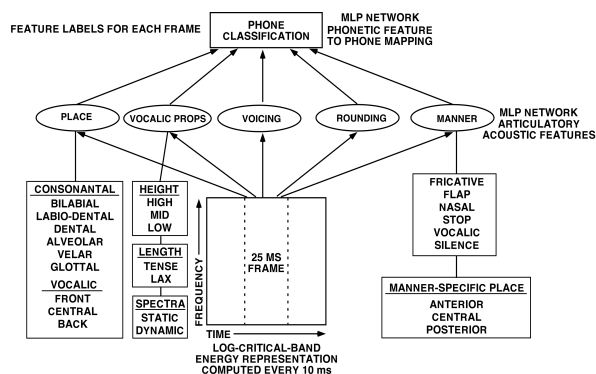 FEATURE LABELS FOR EACH FRAME
PHONE
CLASSIFICATION
MLP NETWORK
PHONETIC FEATURE
TO PHONE MAPPING
PLACE
VOCALIC PROPS
VOICING
ROUNDING
MANNER
MLP NETWORK
ARTICULATORY
ACOUSTIC FEATURES
CONSONANTAL
BILABIAL
LABIO-DENTAL
DENTAL
ALVEOLAR
VELAR
GLOTTAL
VOCALIC
FRONT
CENTRAL
BACK
HEIGHT
HIGH
MID
LOW
LENGTH
TENSE
LAX
SPECTRA
STATIC
DYNAMIC
FREQUENCY
25 MS
FRAME
TIME
LOG-CRITICAL-BAND
ENERGY REPRESENTATION
COMPUTED EVERY 10 ms
FRICATIVE
FLAP
NASAL
STOP
VOCALIC
SILENCE
MANNER-SPECIFIC PLACE
ANTERIOR
CENTRAL
POSTERIOR